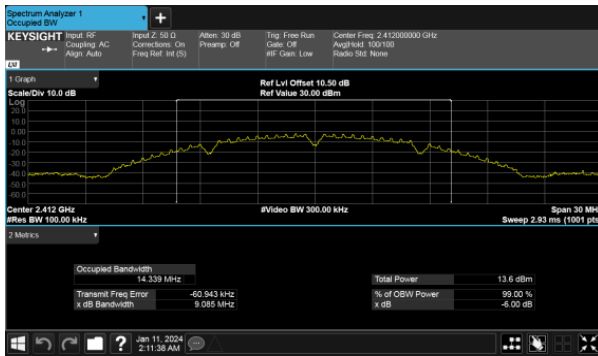 Spectrum Analyzer 1
Occupied BW
+
KEYSIGHT
Input: RF
Coupling: AC
Align: Auto
Input Z: 50 Ω
Corrections: On
Freq Ref: Int (S)
Atten: 30 dB
Preamp: Off
Trig: Free Run
Gate: Off
#IF Gain: Low
Center Freq: 2.412000000 GHz
Avg|Hold: 100/100
Radio Std: None
LXI
1 Graph
Scale/Div 10.0 dB
Ref Lvl Offset 10.50 dB
Ref Value 30.00 dBm
Log
20.0
10.0
0.00
-10.0
-20.0
-30.0
-40.0
-50.0
-60.0
Center 2.412 GHz
#Res BW 100.00 kHz
#Video BW 300.00 kHz
Span 30 MH
Sweep 2.93 ms (1001 pts
2 Metrics
Occupied Bandwidth
14.339 MHz
Transmit Freq Error -60.943 kHz
x dB Bandwidth 9.085 MHz
Total Power 13.6 dBm
% of OBW Power 99.00 %
x dB -6.00 dB
?
Jan 11, 2024
2:11:38 AM